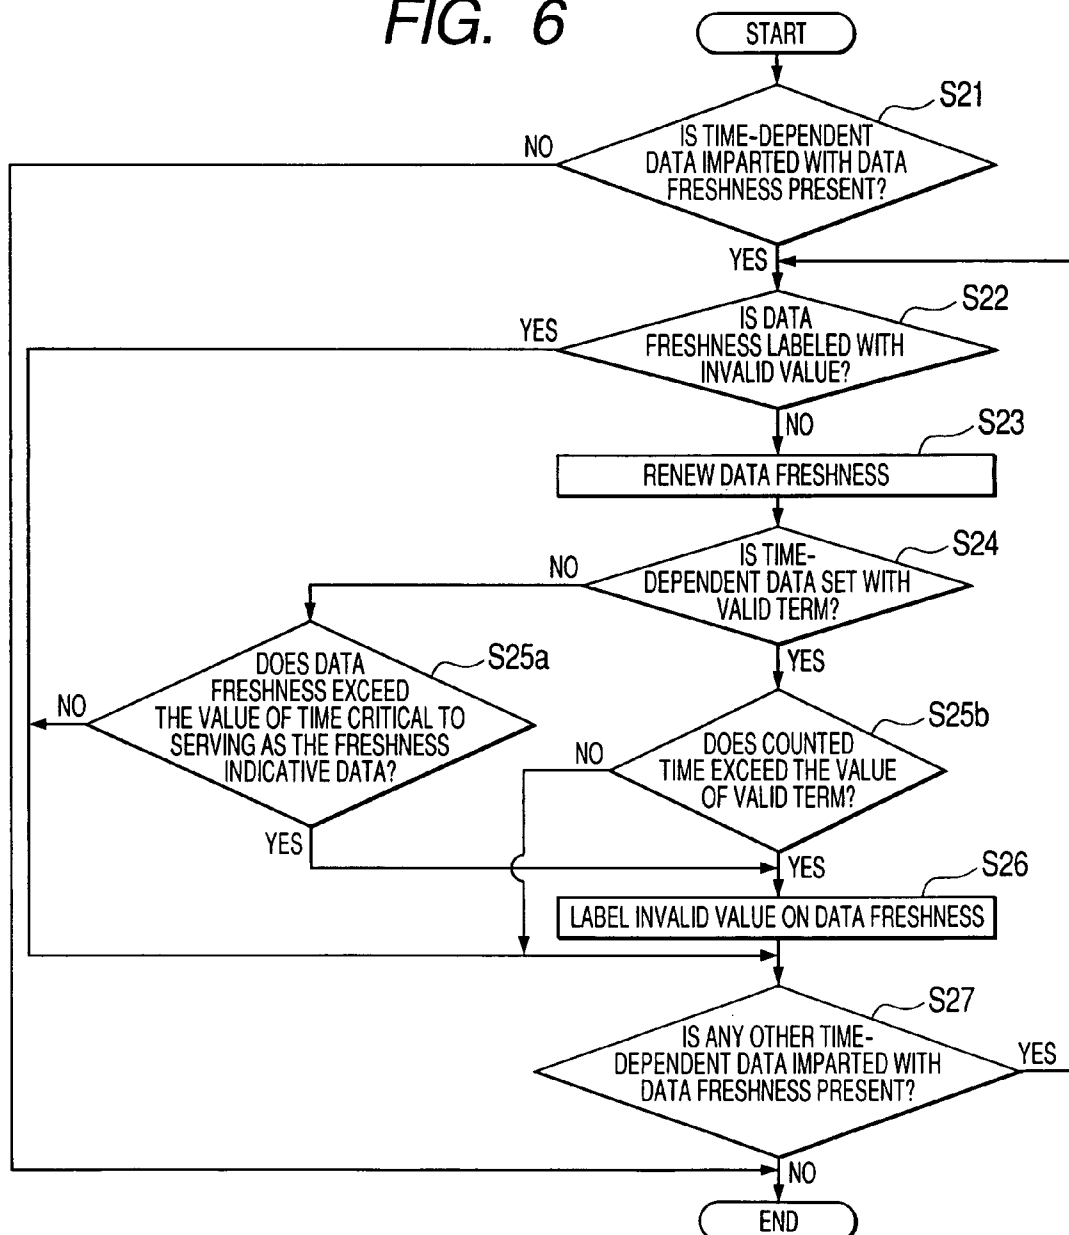 FIG. 6
START
S21
IS TIME-DEPENDENT
DATA IMPARTED WITH DATA
FRESHNESS PRESENT?
NO
YES
S22
IS DATA
FRESHNESS LABELED WITH
INVALID VALUE?
YES
NO
S23
RENEW DATA FRESHNESS
S24
IS TIME-
DEPENDENT DATA SET WITH
VALID TERM?
NO
YES
S25a
DOES DATA
FRESHNESS EXCEED
THE VALUE OF TIME CRITICAL TO
SERVING AS THE FRESHNESS
INDICATIVE DATA?
NO
YES
S25b
DOES COUNTED
TIME EXCEED THE VALUE
OF VALID TERM?
NO
YES
S26
LABEL INVALID VALUE ON DATA FRESHNESS
S27
IS ANY OTHER TIME-
DEPENDENT DATA IMPARTED WITH
DATA FRESHNESS PRESENT?
YES
NO
END